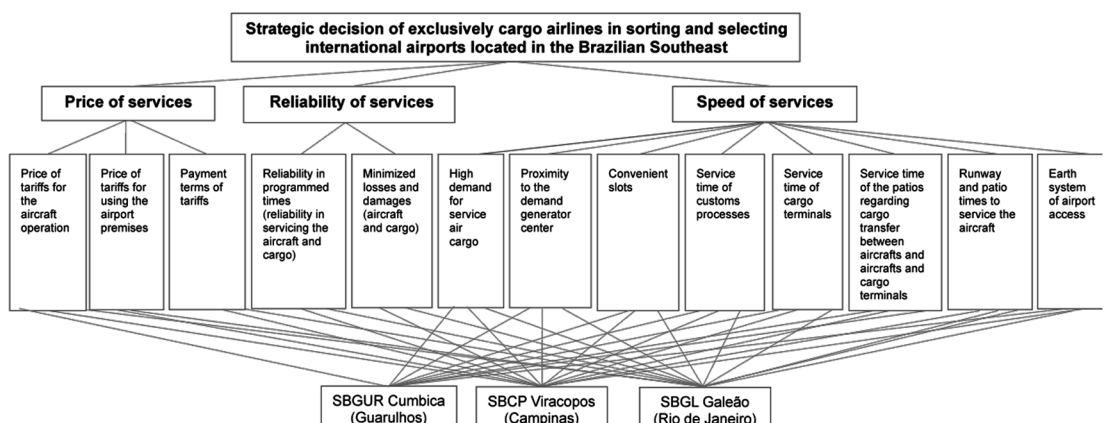 Strategic decision of exclusively cargo airlines in sorting and selecting
international airports located in the Brazilian Southeast
Price of services
Reliability of services
Speed of services
Price of
tariffs for
the
aircraft
operation
Price of
tariffs for
using the
airport
premises
Payment
terms of
tariffs
Reliability in
programmed
times
(reliability in
servicing the
aircraft and
cargo)
Minimized
losses and
damages
(aircraft
and cargo)
High
demand
for
service
air
cargo
Proximity
to the
demand
generator
center
Convenient
slots
Service
time of
customs
processes
Service
time of
cargo
terminals
Service time
of the patios
regarding
cargo
transfer
between
aircrafts and
aircrafts and
cargo
terminals
Runway
and patio
times to
service the
aircraft
Earth
system
of airport
access
SBGUR Cumbica
(Guarulhos)
SBCP Viracopos
(Campinas)
SBGL Galeão
(Rio de Janeiro)